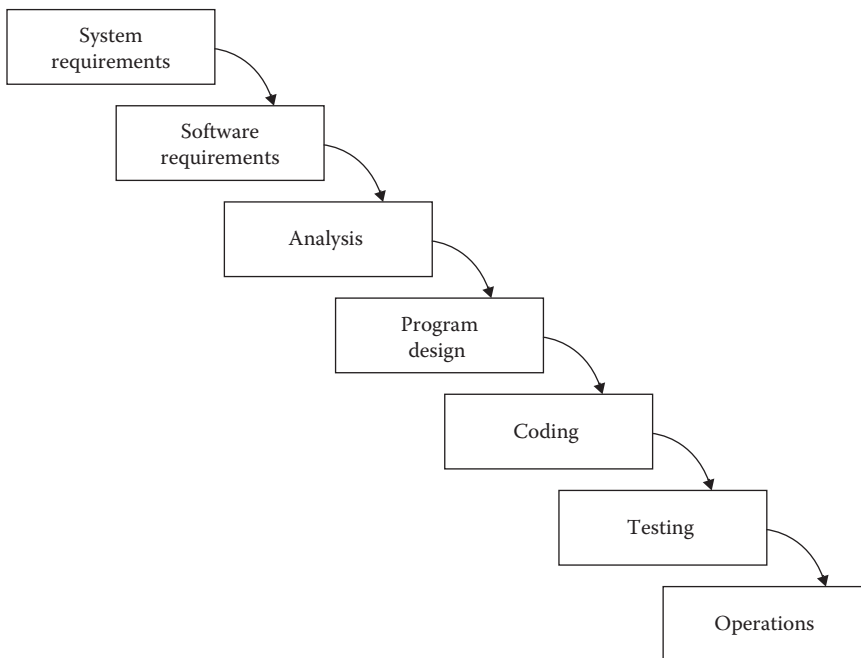 System
requirements
Software
requirements
Analysis
Program
design
Coding
Testing
Operations